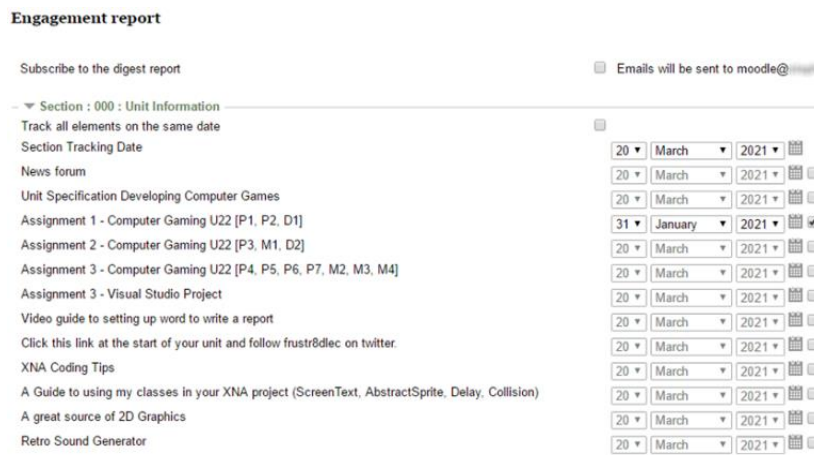 Engagement report
Subscribe to the digest report Emails will be sent to moodle@
Section : 000 : Unit Information
Track all elements on the same date
Section Tracking Date 20 March 2021
News forum 20 March 2021
Unit Specification Developing Computer Games 20 March 2021
Assignment 1 - Computer Gaming U22 [P1, P2, D1] 31 January 2021
Assignment 2 - Computer Gaming U22 [P3, M1, D2] 20 March 2021
Assignment 3 - Computer Gaming U22 [P4, P5, P6, P7, M2, M3, M4] 20 March 2021
Assignment 3 - Visual Studio Project 20 March 2021
Video guide to setting up word to write a report 20 March 2021
Click this link at the start of your unit and follow frustr8dlec on twitter. 20 March 2021
XNA Coding Tips 20 March 2021
A Guide to using my classes in your XNA project (ScreenText, AbstractSprite, Delay, Collision) 20 March 2021
A great source of 2D Graphics 20 March 2021
Retro Sound Generator 20 March 2021